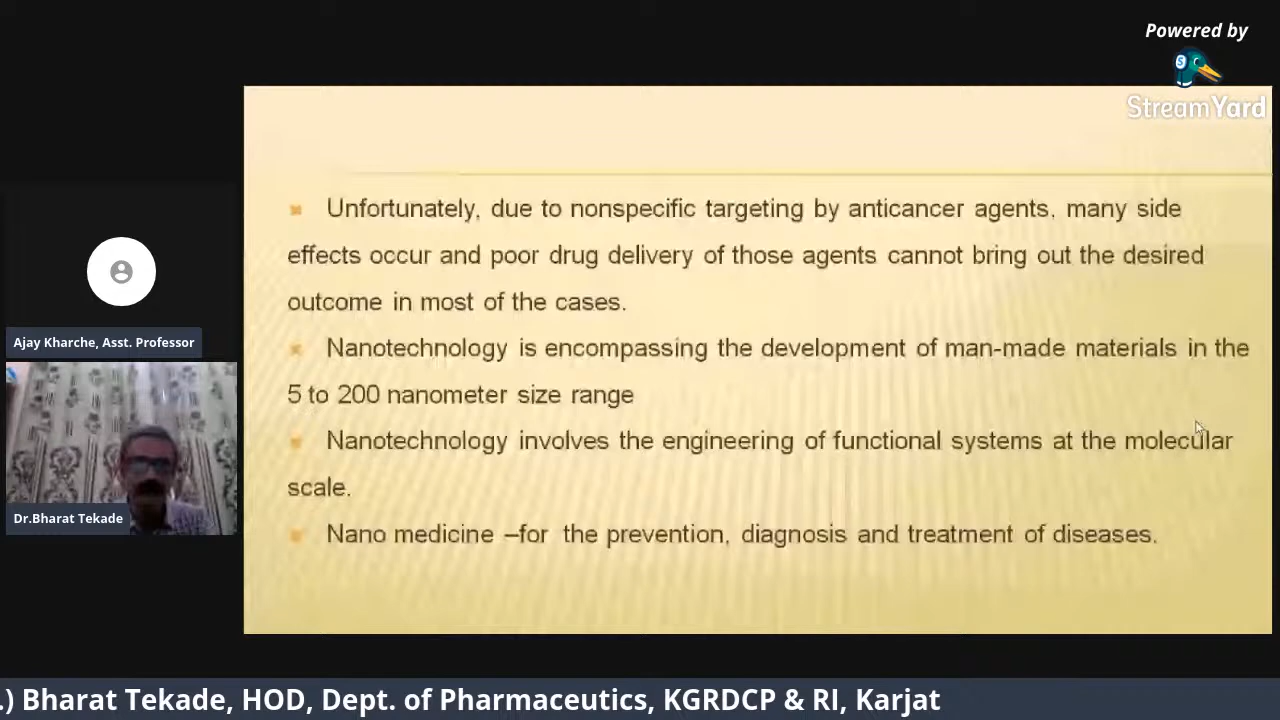 Powered by
StreamYard
Unfortunately, due to nonspecific targeting by anticancer agents, many side
effects occur and poor drug delivery of those agents cannot bring out the desired
outcome in most of the cases.
Nanotechnology is encompassing the development of man-made materials in the
5 to 200 nanometer size range
Nanotechnology involves the engineering of functional systems at the molecular
scale.
Nano medicine –for the prevention, diagnosis and treatment of diseases.
Ajay Kharche, Asst. Professor
Dr.Bharat Tekade
.) Bharat Tekade, HOD, Dept. of Pharmaceutics, KGRDCP & RI, Karjat